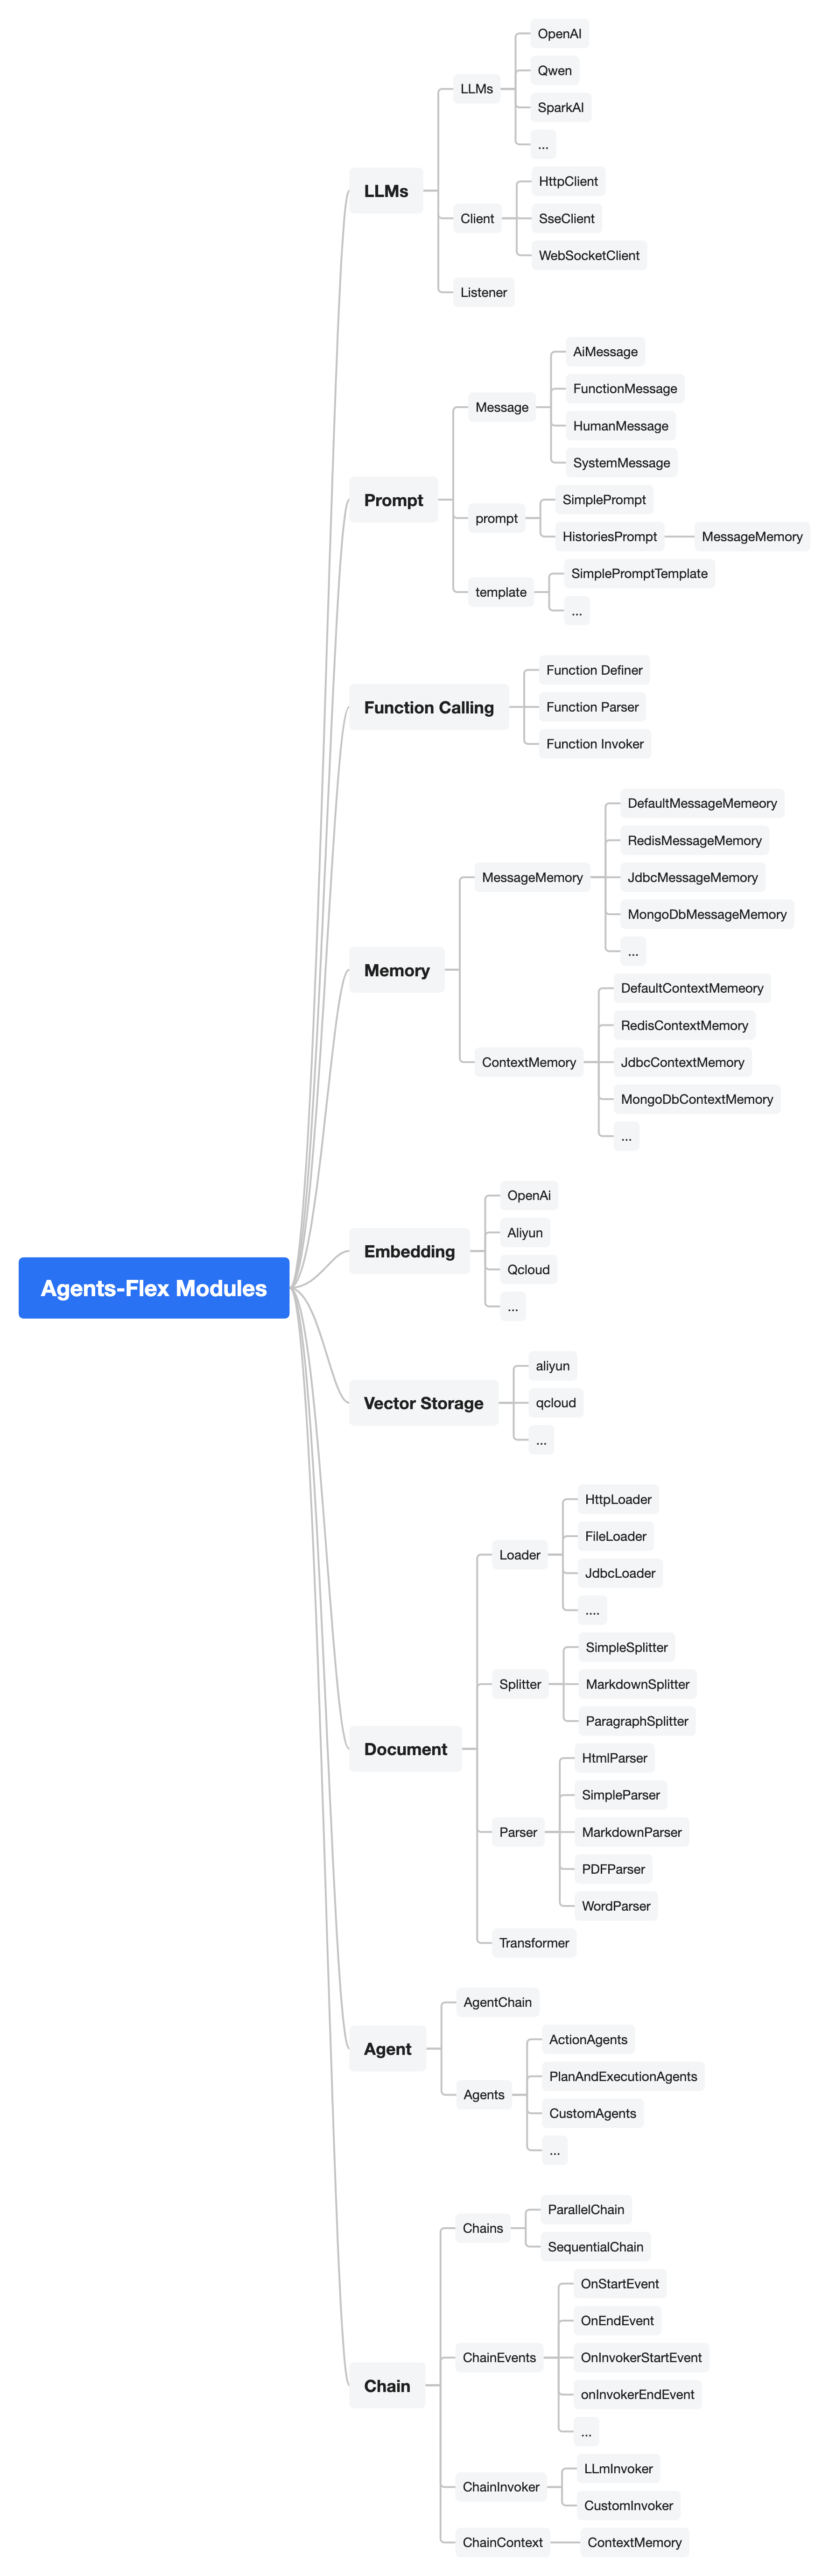 OpenAI
Qwen
LLMs
SparkAI
...
HttpClient
LLMs
Client
SseClient
WebSocketClient
Listener
AiMessage
FunctionMessage
Message
HumanMessage
SystemMessage
SimplePrompt
Prompt
prompt
HistoriesPrompt
MessageMemory
SimplePromptTemplate
template
...
Function Definer
Function Calling
Function Parser
Function Invoker
DefaultMessageMemeory
RedisMessageMemory
MessageMemory
JdbcMessageMemory
MongoDbMessageMemory
...
Memory
DefaultContextMemeory
RedisContextMemory
ContextMemory
JdbcContextMemory
MongoDbContextMemory
...
OpenAi
Aliyun
Embedding
Qcloud
...
Agents-Flex Modules
aliyun
Vector Storage
qcloud
...
HttpLoader
FileLoader
Loader
JdbcLoader
....
SimpleSplitter
Splitter
MarkdownSplitter
ParagraphSplitter
Document
HtmlParser
SimpleParser
Parser
MarkdownParser
PDFParser
WordParser
Transformer
AgentChain
Agent
ActionAgents
PlanAndExecutionAgents
Agents
CustomAgents
...
ParallelChain
Chains
SequentialChain
OnStartEvent
OnEndEvent
ChainEvents
OnInvokerStartEvent
Chain
onInvokerEndEvent
...
LLmInvoker
ChainInvoker
CustomInvoker
ChainContext
ContextMemory